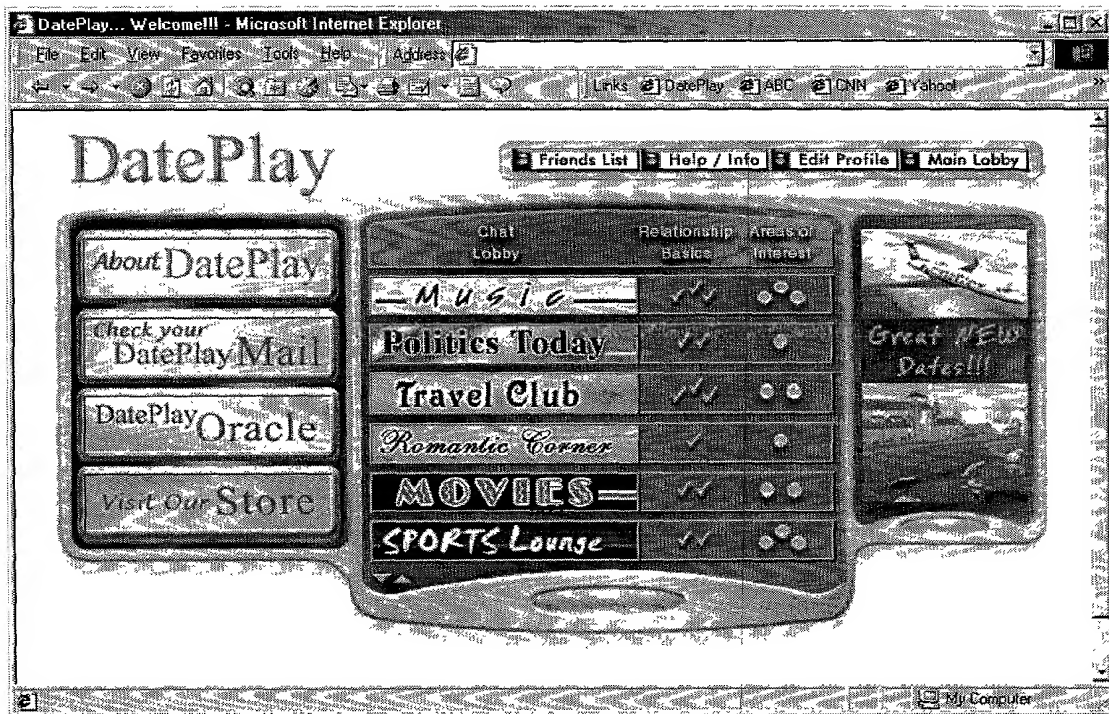 DatePlay... Welcome!!! - Microsoft Internet Explorer
File Edit View Favorites Tools Help Address
Links DatePlay ABC CNN Yahoo!
DatePlay
Friends List Help / Info Edit Profile Main Lobby
About DatePlay
Check your
DatePlay Mail
DatePlay Oracle
Visit Our Store
Chat
Lobby
Relationship
Basics
Areas of
Interest
Music
Politics Today
Travel Club
Romantic Corner
MOVIES
SPORTS Lounge
Great NEW
Dates!!!
My Computer